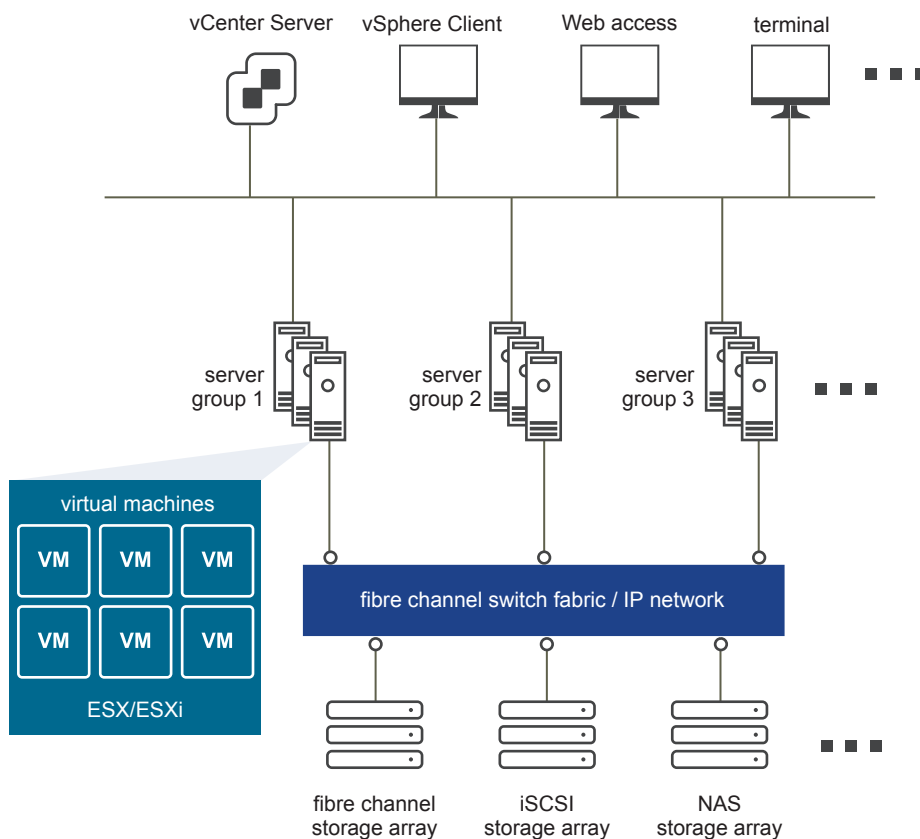 vCenter Server
vSphere Client
Web access
terminal
server
group 1
server
group 2
server
group 3
virtual machines
VM VM VM
VM VM VM
ESX/ESXi
fibre channel switch fabric / IP network
fibre channel
storage array
iSCSI
storage array
NAS
storage array